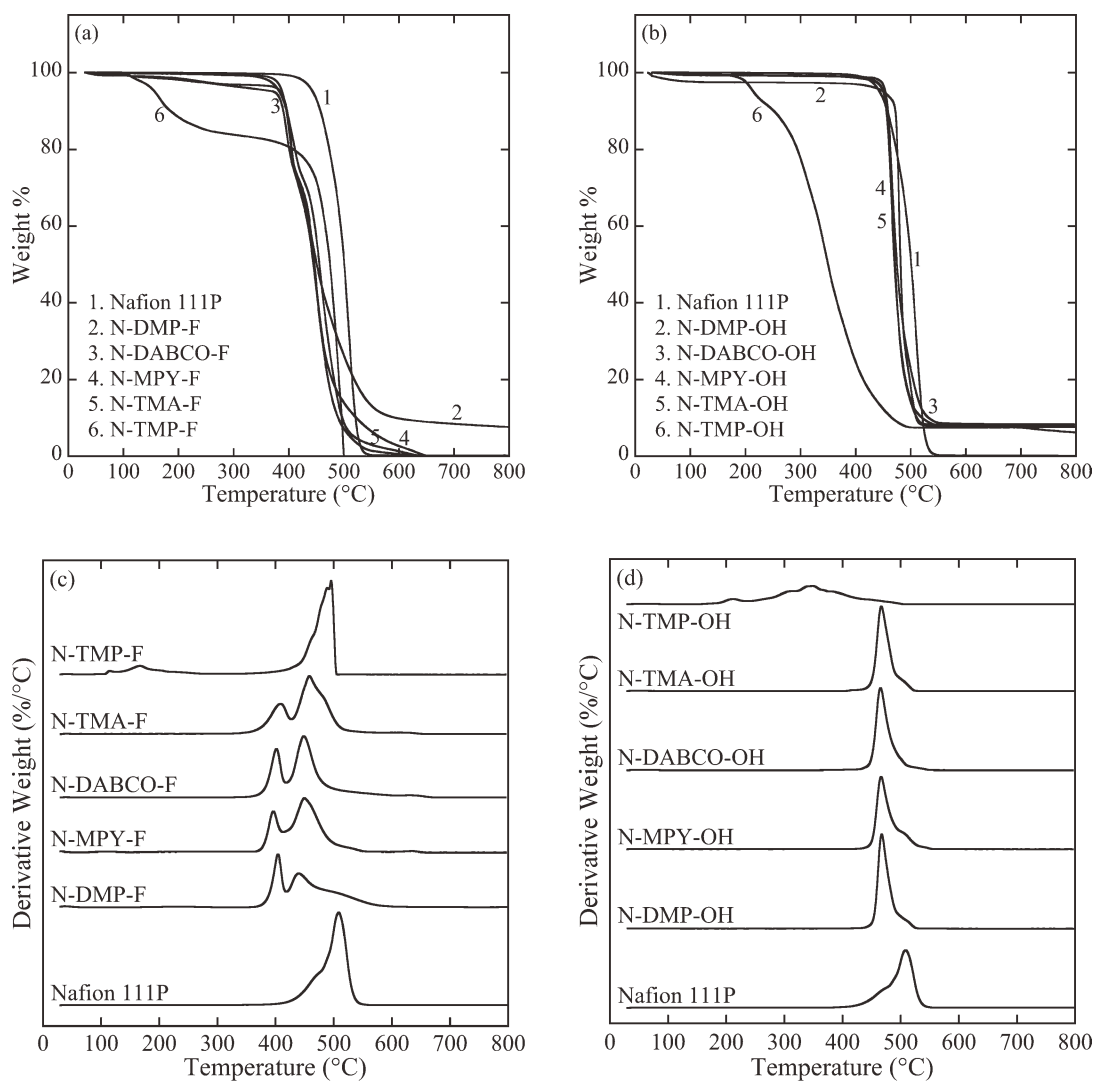 (a)
100
80
60
40
20
0
Weight %
1
2
3
4
5
6
1. Nafion 111P
2. N-DMP-F
3. N-DABCO-F
4. N-MPY-F
5. N-TMA-F
6. N-TMP-F
0 100 200 300 400 500 600 700 800
Temperature (°C)
(b)
100
80
60
40
20
0
Weight %
2
6
4
5
1
3
1. Nafion 111P
2. N-DMP-OH
3. N-DABCO-OH
4. N-MPY-OH
5. N-TMA-OH
6. N-TMP-OH
0 100 200 300 400 500 600 700 800
Temperature (°C)
(c)
Derivative Weight (%/°C)
N-TMP-F
N-TMA-F
N-DABCO-F
N-MPY-F
N-DMP-F
Nafion 111P
0 100 200 300 400 500 600 700 800
Temperature (°C)
(d)
Derivative Weight (%/°C)
N-TMP-OH
N-TMA-OH
N-DABCO-OH
N-MPY-OH
N-DMP-OH
Nafion 111P
0 100 200 300 400 500 600 700 800
Temperature (°C)